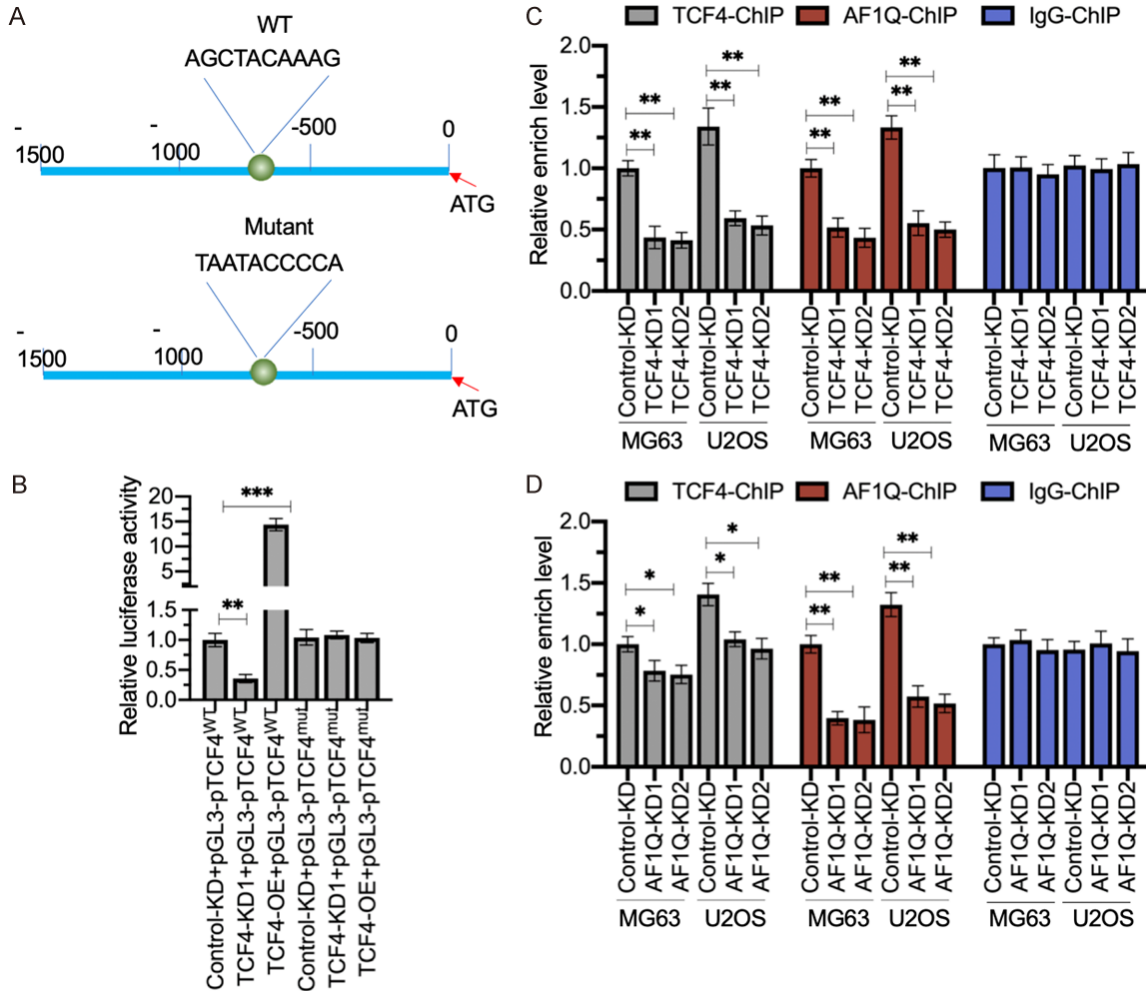 A
WT
AGCTACAAAG
-
1500
-
1000
-500
0
ATG
Mutant
TAATACCCCA
-
1500
-
1000
-500
0
ATG
B
Relative luciferase activity
20
15
10
5
1.5
1.0
0.5
0.0
**
***
Control-KD+pGL3-pTCF4WT
TCF4-KD1+pGL3-pTCF4WT
TCF4-OE+pGL3-pTCF4WT
Control-KD+pGL3-pTCF4mut
TCF4-KD1+pGL3-pTCF4mut
TCF4-OE+pGL3-pTCF4mut
C
TCF4-ChIP AF1Q-ChIP IgG-ChIP
Relative enrich level
2.0
1.5
1.0
0.5
0.0
**
**
**
**
**
**
**
**
Control-KD
TCF4-KD1
TCF4-KD2
Control-KD
TCF4-KD1
TCF4-KD2
Control-KD
TCF4-KD1
TCF4-KD2
Control-KD
TCF4-KD1
TCF4-KD2
Control-KD
TCF4-KD1
TCF4-KD2
Control-KD
TCF4-KD1
TCF4-KD2
MG63 U2OS MG63 U2OS MG63 U2OS
D
TCF4-ChIP AF1Q-ChIP IgG-ChIP
Relative enrich level
2.0
1.5
1.0
0.5
0.0
*
*
*
*
**
**
**
**
Control-KD
AF1Q-KD1
AF1Q-KD2
Control-KD
AF1Q-KD1
AF1Q-KD2
Control-KD
AF1Q-KD1
AF1Q-KD2
Control-KD
AF1Q-KD1
AF1Q-KD2
Control-KD
AF1Q-KD1
AF1Q-KD2
Control-KD
AF1Q-KD1
AF1Q-KD2
MG63 U2OS MG63 U2OS MG63 U2OS